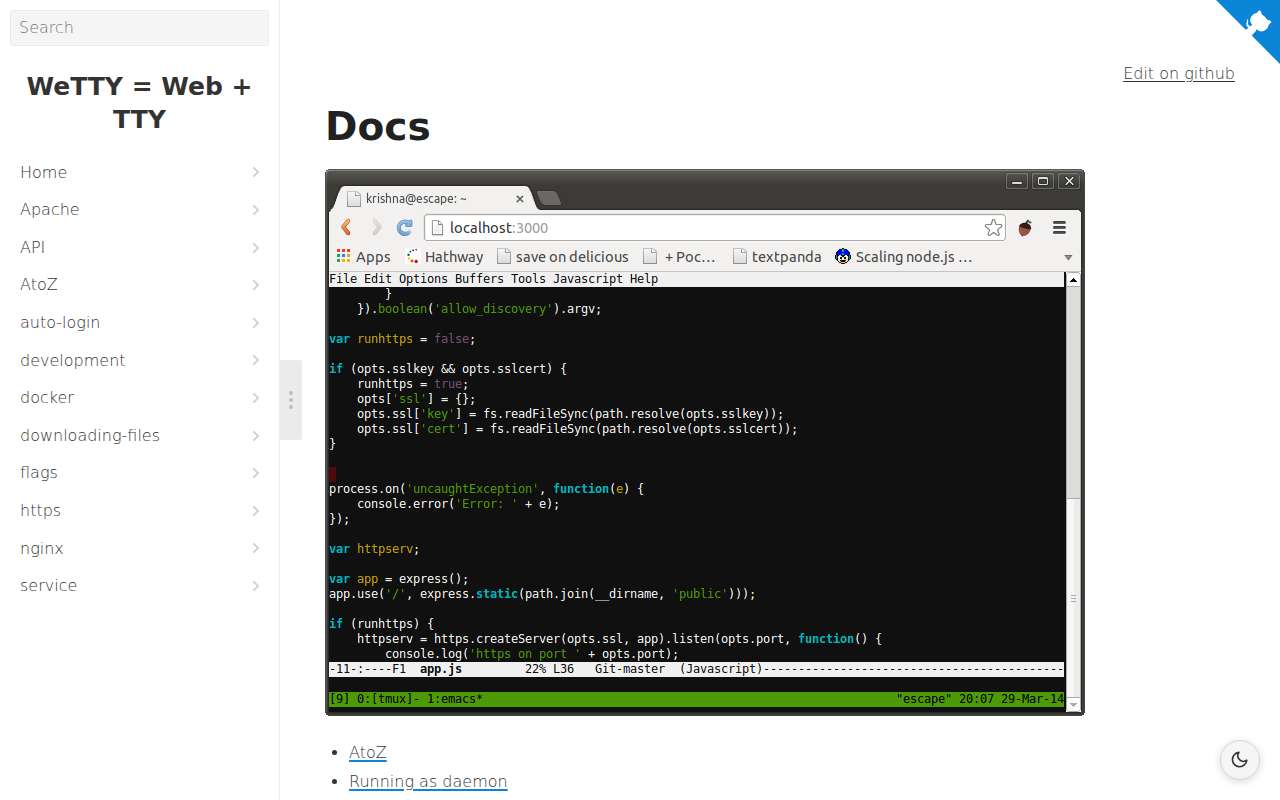 Search
WeTTY = Web +
TTY
Home
Apache
API
AtoZ
auto-login
development
docker
downloading-files
flags
https
nginx
service
Edit on github
Docs
krishna@escape: ~
localhost:3000
Apps Hathway save on delicious + Poc... textpanda Scaling node.js ...
File Edit Options Buffers Tools Javascript Help
        }
    }).boolean('allow_discovery').argv;
var runhttps = false;
if (opts.sslkey && opts.sslcert) {
    runhttps = true;
    opts['ssl'] = {};
    opts.ssl['key'] = fs.readFileSync(path.resolve(opts.sslkey));
    opts.ssl['cert'] = fs.readFileSync(path.resolve(opts.sslcert));
}
process.on('uncaughtException', function(e) {
    console.error('Error: ' + e);
});
var httpserv;
var app = express();
app.use('/', express.static(path.join(__dirname, 'public')));
if (runhttps) {
    httpserv = https.createServer(opts.ssl, app).listen(opts.port, function() {
        console.log('https on port ' + opts.port);
-11-:----F1  app.js         22% L36   Git-master  (Javascript)-------------------------------------------
[9] 0:[tmux]- 1:emacs* "escape" 20:07 29-Mar-14
AtoZ
Running as daemon